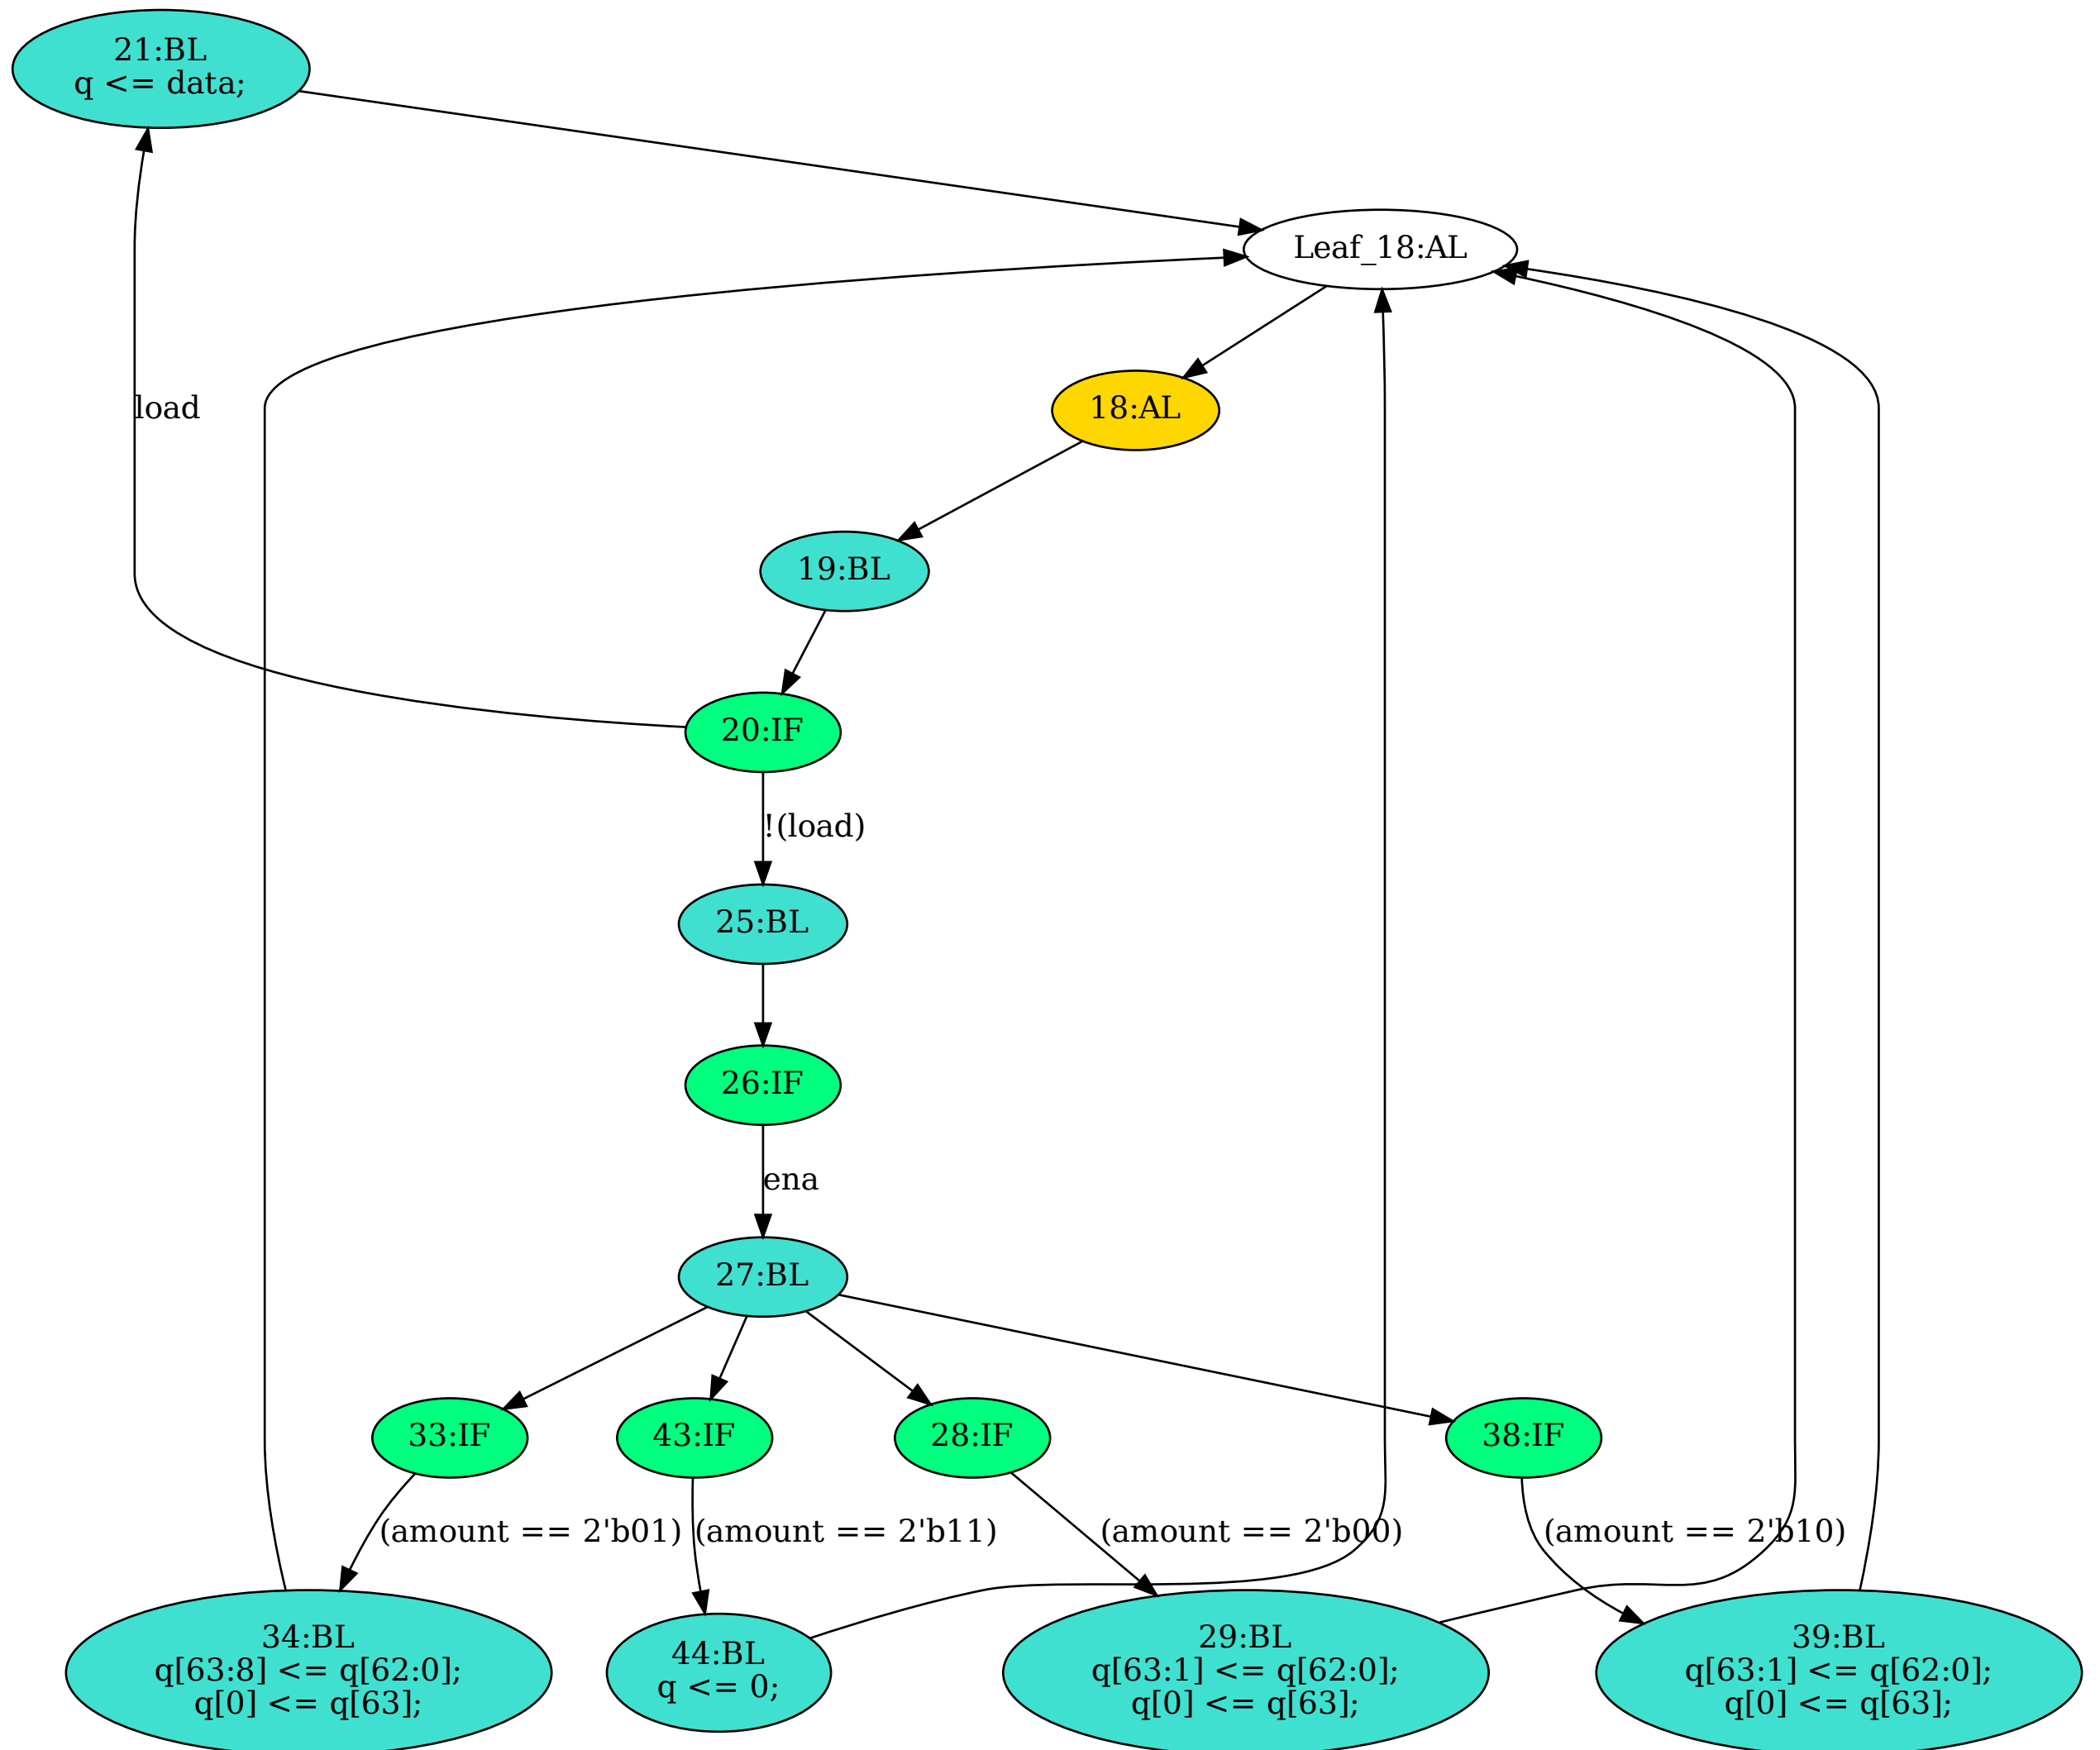 21:BL
q <= data;
Leaf_18:AL
18:AL
load
19:BL
20:IF
!(load)
25:BL
26:IF
ena
27:BL
33:IF
43:IF
28:IF
38:IF
(amount == 2'b01)
(amount == 2'b11)
(amount == 2'b00)
(amount == 2'b10)
34:BL
q[63:8] <= q[62:0];
q[0] <= q[63];
44:BL
q <= 0;
29:BL
q[63:1] <= q[62:0];
q[0] <= q[63];
39:BL
q[63:1] <= q[62:0];
q[0] <= q[63];